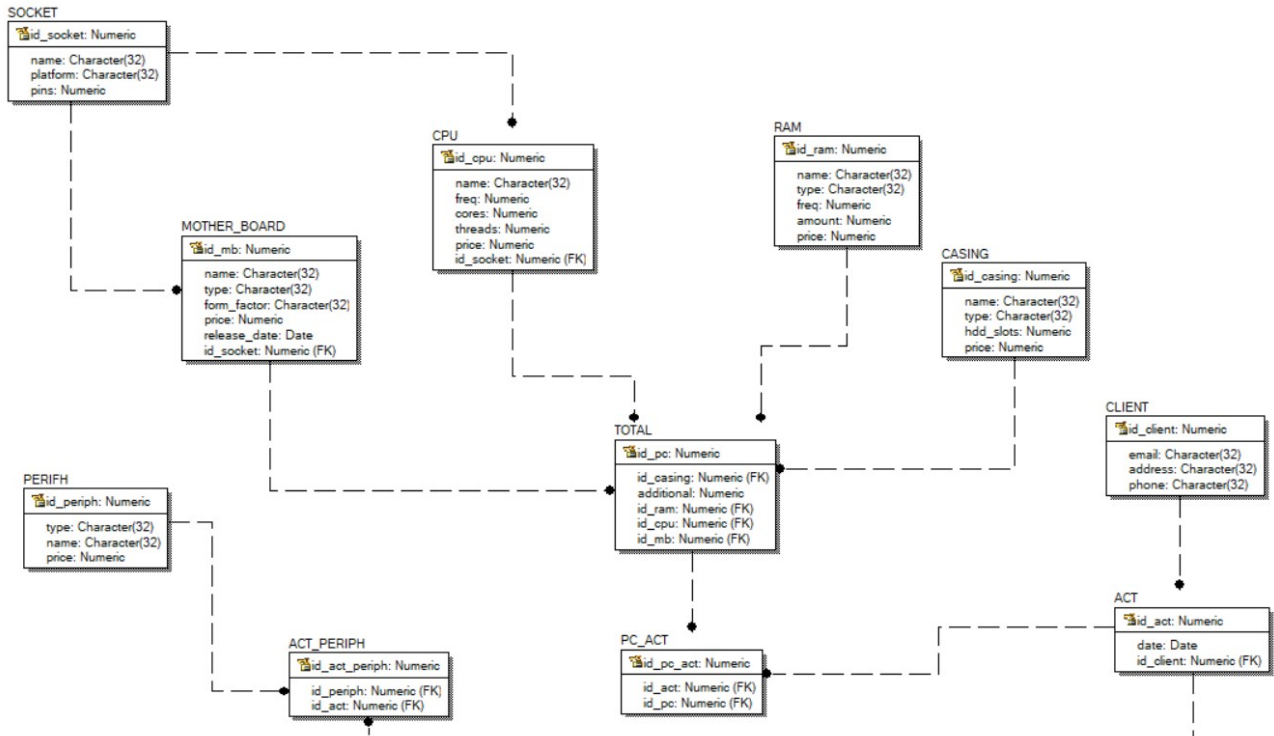 SOCKET
id_socket: Numeric
name: Character(32)
platform: Character(32)
pins: Numeric
CPU
id_cpu: Numeric
name: Character(32)
freq: Numeric
cores: Numeric
threads: Numeric
price: Numeric
id_socket: Numeric (FK)
RAM
id_ram: Numeric
name: Character(32)
type: Character(32)
freq: Numeric
amount: Numeric
price: Numeric
MOTHER_BOARD
id_mb: Numeric
name: Character(32)
type: Character(32)
form_factor: Character(32)
price: Numeric
release_date: Date
id_socket: Numeric (FK)
CASING
id_casing: Numeric
name: Character(32)
type: Character(32)
hdd_slots: Numeric
price: Numeric
CLIENT
id_client: Numeric
email: Character(32)
address: Character(32)
phone: Character(32)
TOTAL
id_pc: Numeric
id_casing: Numeric (FK)
additional: Numeric
id_ram: Numeric (FK)
id_cpu: Numeric (FK)
id_mb: Numeric (FK)
PERIFH
id_periph: Numeric
type: Character(32)
name: Character(32)
price: Numeric
ACT
id_act: Numeric
date: Date
id_client: Numeric (FK)
ACT_PERIPH
id_act_periph: Numeric
id_periph: Numeric (FK)
id_act: Numeric (FK)
PC_ACT
id_pc_act: Numeric
id_act: Numeric (FK)
id_pc: Numeric (FK)